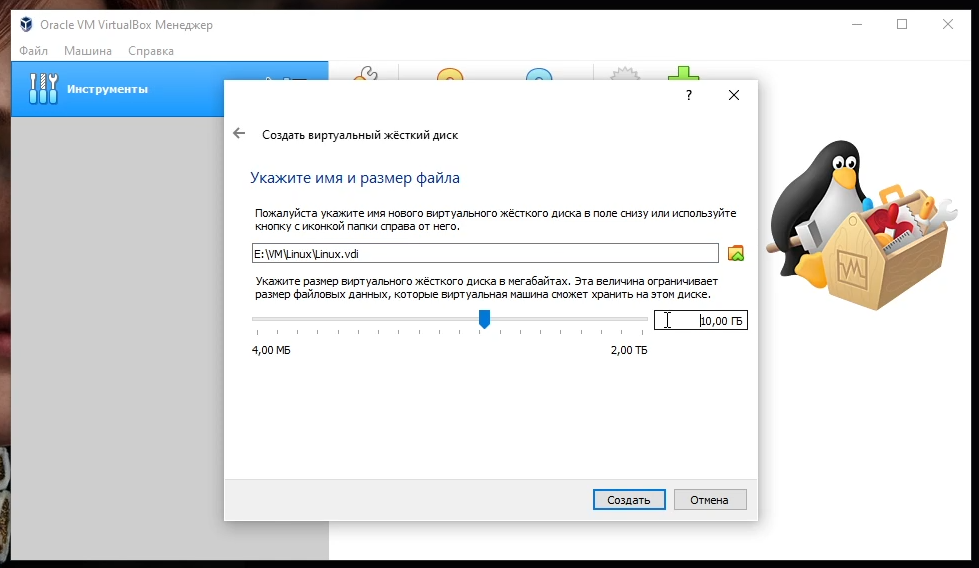 Oracle VM VirtualBox Менеджер
Файл Машина Справка
Инструменты
?
Создать виртуальный жёсткий диск
Укажите имя и размер файла
Пожалуйста укажите имя нового виртуального жёсткого диска в поле снизу или используйте
кнопку с иконкой папки справа от него.
E:\VM\Linux\Linux.vdi
Укажите размер виртуального жёсткого диска в мегабайтах. Эта величина ограничивает
размер файловых данных, которые виртуальная машина сможет хранить на этом диске.
10,00 ГБ
4,00 МБ 2,00 ТБ
Создать Отмена